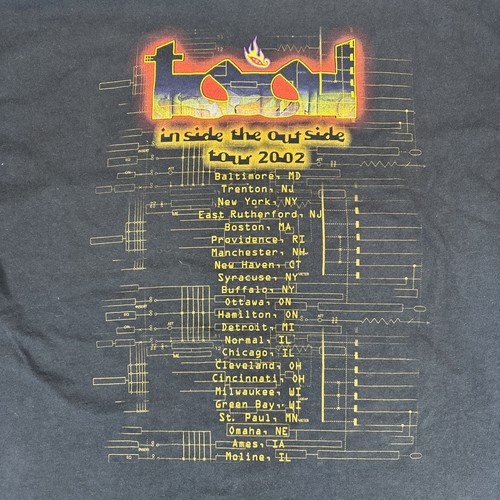 tool
in side the out side
tour 2002
Baltimore, MD
Trenton, NJ
New York, NY
East Rutherford, NJ
Boston, MA
Providence, RI
Manchester, NH
New Haven, CT
Syracuse, NY
Buffalo, NY
Ottawa, ON
Hamilton, ON
Detroit, MI
Normal, IL
Chicago, IL
Cleveland, OH
Cincinnati, OH
Milwaukee, WI
Green Bay, WI
St. Paul, MN
Omaha, NE
Ames, IA
Moline, IL